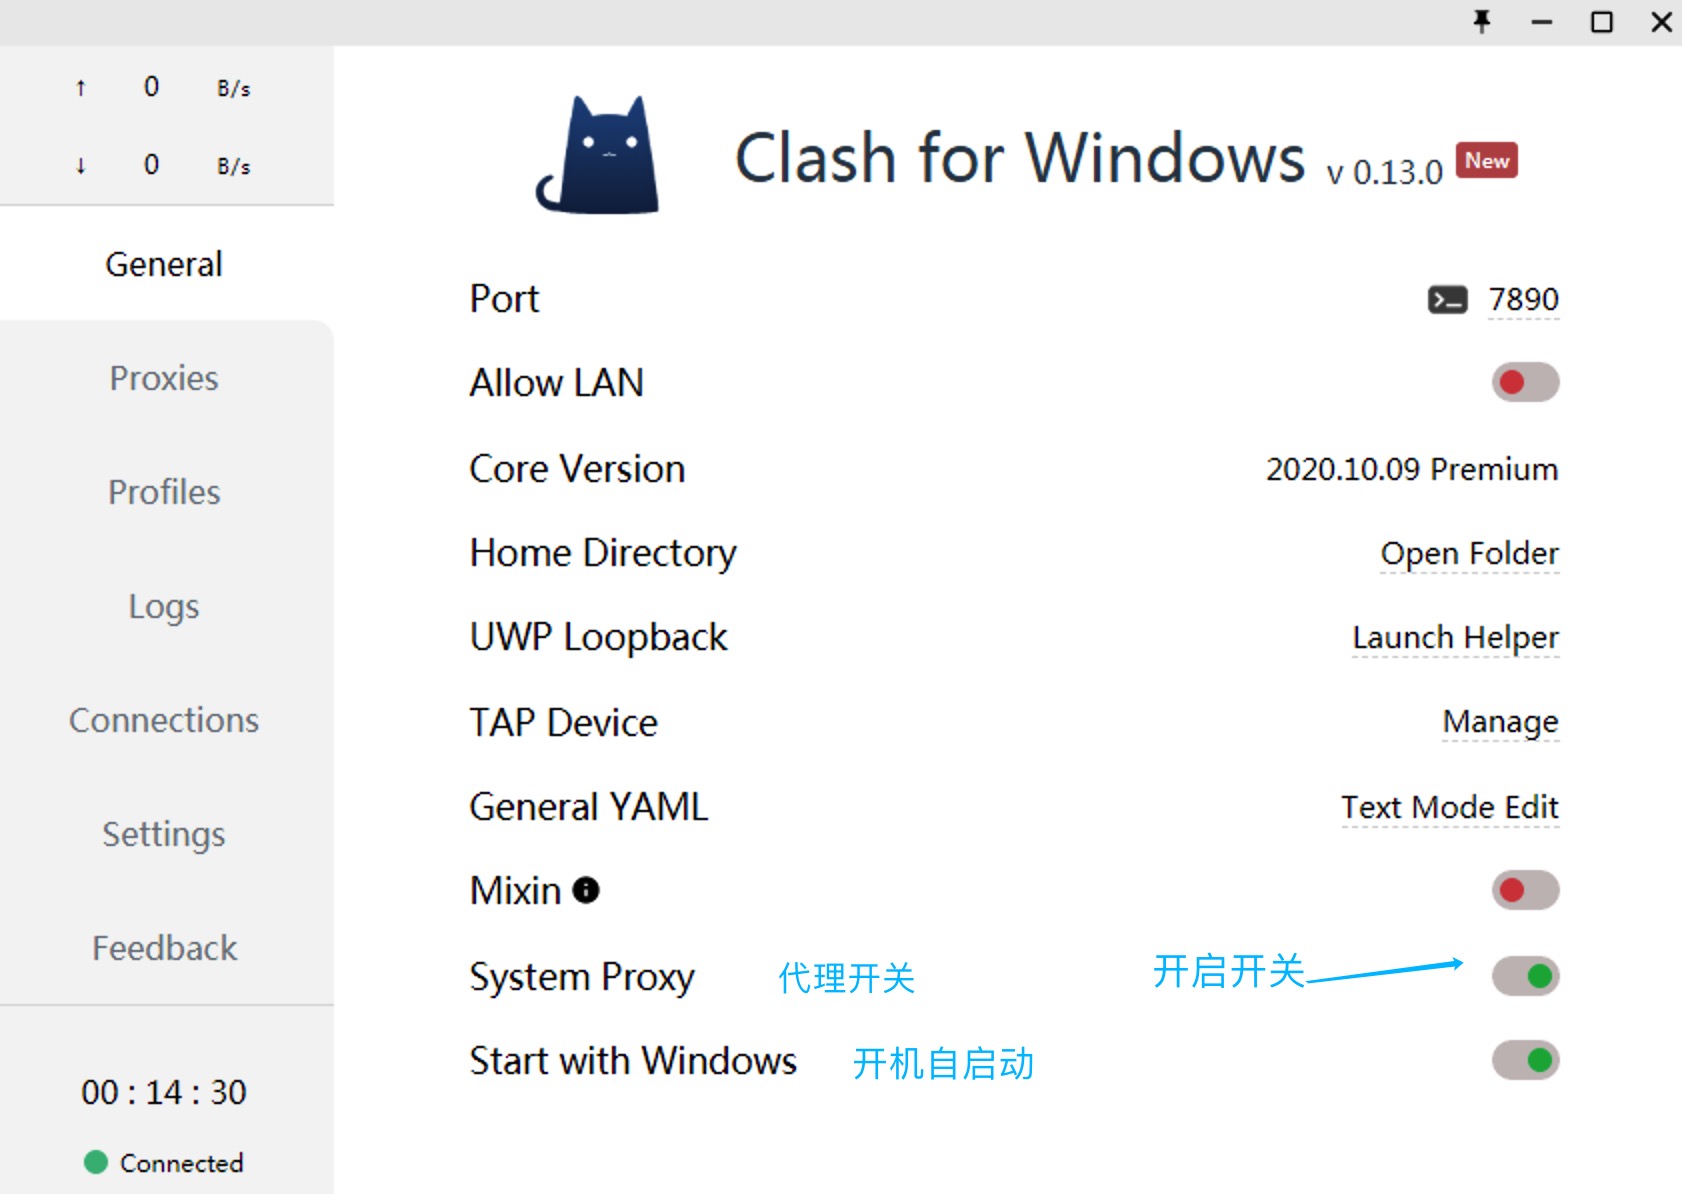 ↑ 0 B/s
↓ 0 B/s
General
Proxies
Profiles
Logs
Connections
Settings
Feedback
00 : 14 : 30
Connected
Clash for Windows v 0.13.0 New
Port 7890
Allow LAN
Core Version 2020.10.09 Premium
Home Directory Open Folder
UWP Loopback Launch Helper
TAP Device Manage
General YAML Text Mode Edit
Mixin
System Proxy 代理开关 开启开关
Start with Windows 开机自启动